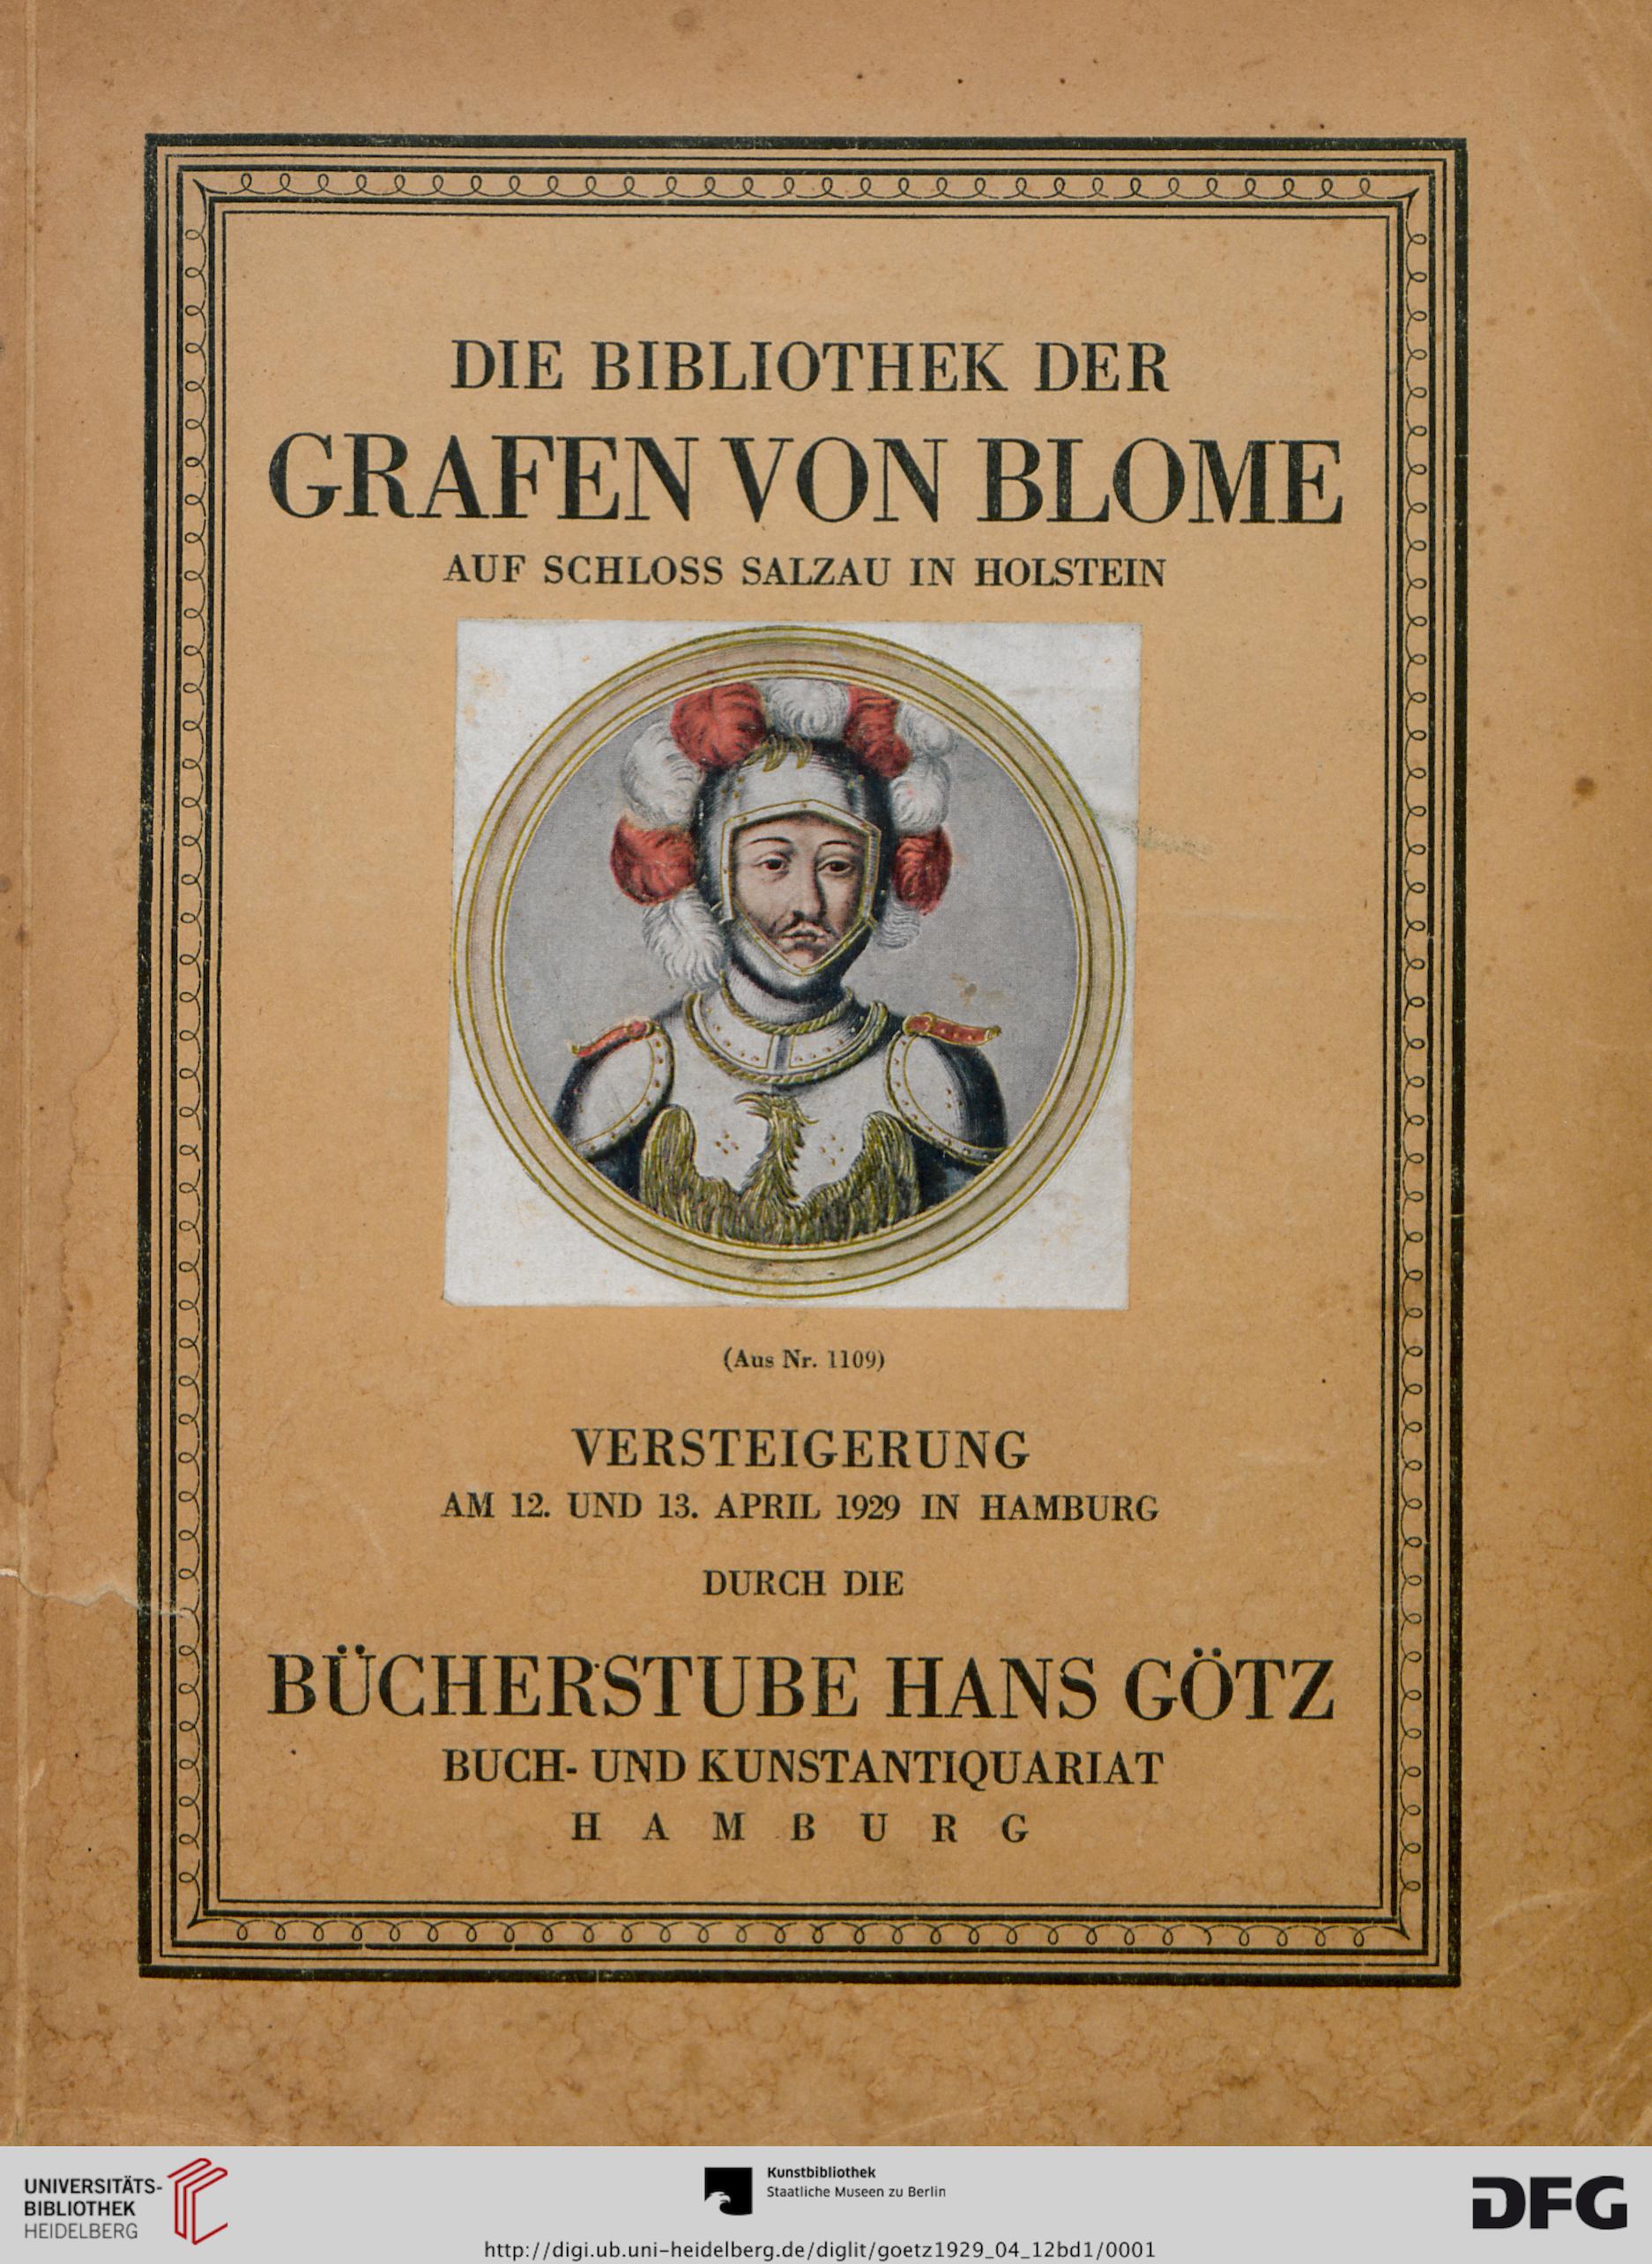 DIE BIBLIOTHEK DER
GRAFEN VON BLOME
AUF SCHLOSS SALZAU IN HOLSTEIN
(Aus Nr. 1109)
VERSTEIGERUNG
AM 12. UND 13. APRIL 1929 IN HAMBURG
DURCH DIE
BÜCHERSTUBE HANS GÖTZ
BUCH- UND KUNSTANTIQUARIAT
HAMBURG
UNIVERSITÄTS-
BIBLIOTHEK
HEIDELBERG
Kunstbibliothek
Staatliche Museen zu Berlin
http://digi.ub.uni-heidelberg.de/diglit/goetz1929_04_12bd1/0001
DFG